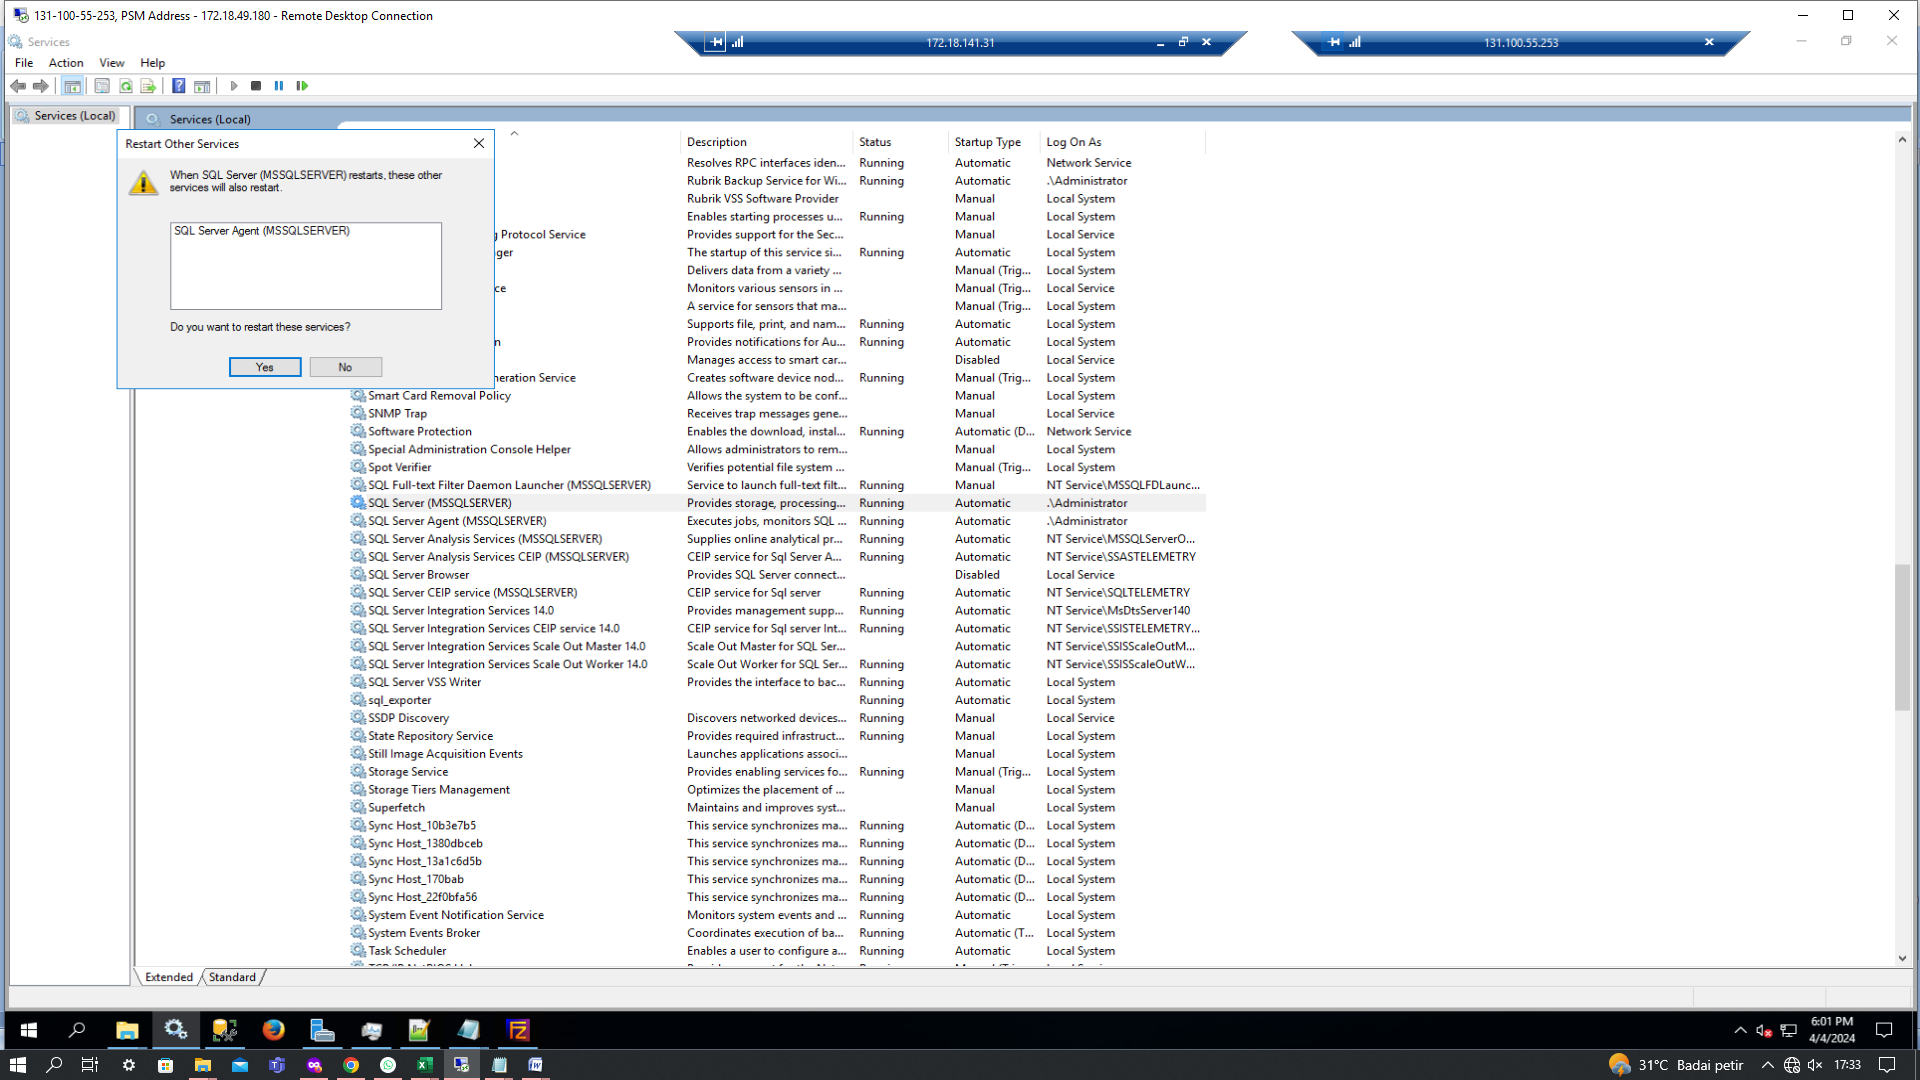 131-100-55-253, PSM Address - 172.18.49.180 - Remote Desktop Connection
Services
172.18.141.31
131.100.55.253
File Action View Help
Services (Local)
Services (Local)
Restart Other Services
When SQL Server (MSSQLSERVER) restarts, these other
services will also restart.
SQL Server Agent (MSSQLSERVER)
Do you want to restart these services?
Yes No
Description Status Startup Type Log On As
Resolves RPC interfaces iden... Running Automatic Network Service
Rubrik Backup Service for Wi... Running Automatic .\Administrator
Rubrik VSS Software Provider Manual Local System
Enables starting processes u... Running Manual Local System
g Protocol Service Provides support for the Sec... Manual Local Service
ger The startup of this service si... Running Automatic Local System
Delivers data from a variety ... Manual (Trig... Local System
ce Monitors various sensors in ... Manual (Trig... Local Service
A service for sensors that ma... Manual (Trig... Local System
Supports file, print, and nam... Running Automatic Local System
n Provides notifications for Au... Running Automatic Local System
Manages access to smart car... Disabled Local Service
neration Service Creates software device nod... Running Manual (Trig... Local System
Smart Card Removal Policy Allows the system to be conf... Manual Local System
SNMP Trap Receives trap messages gene... Manual Local Service
Software Protection Enables the download, instal... Running Automatic (D... Network Service
Special Administration Console Helper Allows administrators to rem... Manual Local System
Spot Verifier Verifies potential file system ... Manual (Trig... Local System
SQL Full-text Filter Daemon Launcher (MSSQLSERVER) Service to launch full-text filt... Running Manual NT Service\MSSQLFDLaunc...
SQL Server (MSSQLSERVER) Provides storage, processing... Running Automatic .\Administrator
SQL Server Agent (MSSQLSERVER) Executes jobs, monitors SQL ... Running Automatic .\Administrator
SQL Server Analysis Services (MSSQLSERVER) Supplies online analytical pr... Running Automatic NT Service\MSSQLServerO...
SQL Server Analysis Services CEIP (MSSQLSERVER) CEIP service for Sql Server A... Running Automatic NT Service\SSASTELEMETRY
SQL Server Browser Provides SQL Server connect... Disabled Local Service
SQL Server CEIP service (MSSQLSERVER) CEIP service for Sql server Running Automatic NT Service\SQLTELEMETRY
SQL Server Integration Services 14.0 Provides management supp... Running Automatic NT Service\MsDtsServer140
SQL Server Integration Services CEIP service 14.0 CEIP service for Sql server Int... Running Automatic NT Service\SSISTELEMETRY...
SQL Server Integration Services Scale Out Master 14.0 Scale Out Master for SQL Ser... Automatic NT Service\SSISScaleOutM...
SQL Server Integration Services Scale Out Worker 14.0 Scale Out Worker for SQL Ser... Running Automatic NT Service\SSISScaleOutW...
SQL Server VSS Writer Provides the interface to bac... Running Automatic Local System
sql_exporter Running Automatic Local System
SSDP Discovery Discovers networked devices... Running Manual Local Service
State Repository Service Provides required infrastruct... Running Manual Local System
Still Image Acquisition Events Launches applications associ... Manual Local System
Storage Service Provides enabling services fo... Running Manual (Trig... Local System
Storage Tiers Management Optimizes the placement of ... Manual Local System
Superfetch Maintains and improves syst... Manual Local System
Sync Host_10b3e7b5 This service synchronizes ma... Running Automatic (D... Local System
Sync Host_1380dbceb This service synchronizes ma... Running Automatic (D... Local System
Sync Host_13a1c6d5b This service synchronizes ma... Running Automatic (D... Local System
Sync Host_170bab This service synchronizes ma... Running Automatic (D... Local System
Sync Host_22f0bfa56 This service synchronizes ma... Running Automatic (D... Local System
System Event Notification Service Monitors system events and ... Running Automatic Local System
System Events Broker Coordinates execution of ba... Running Automatic (T... Local System
Task Scheduler Enables a user to configure a... Running Automatic Local System
Extended Standard
6:01 PM
4/4/2024
31°C Badai petir 17:33